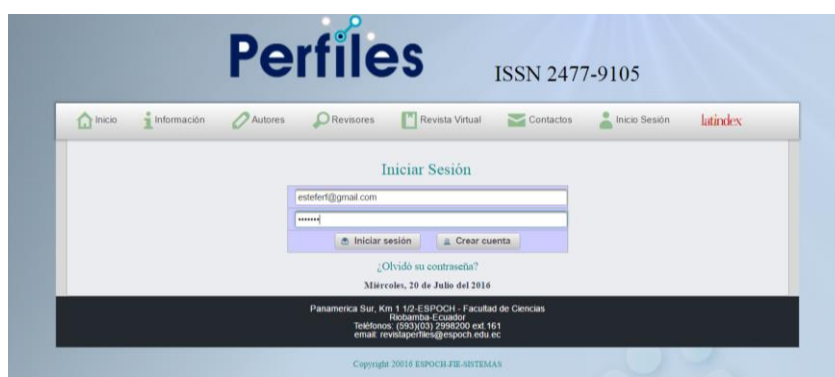 Perfiles
ISSN 2477-9105
Inicio Información Autores Revisores Revista Virtual Contactos Inicio Sesión latindex
Iniciar Sesión
estefert@gmail.com
•••••••
Iniciar sesión Crear cuenta
¿Olvidó su contraseña?
Miércoles, 20 de Julio del 2016
Panamerica Sur, Km 1 1/2-ESPOCH - Facultad de Ciencias
Riobamba-Ecuador
Teléfonos: (593)(03) 2998200 ext.161
email: revistaperfiles@espoch.edu.ec
Copyright 20016 ESPOCH-FIE-SISTEMAS